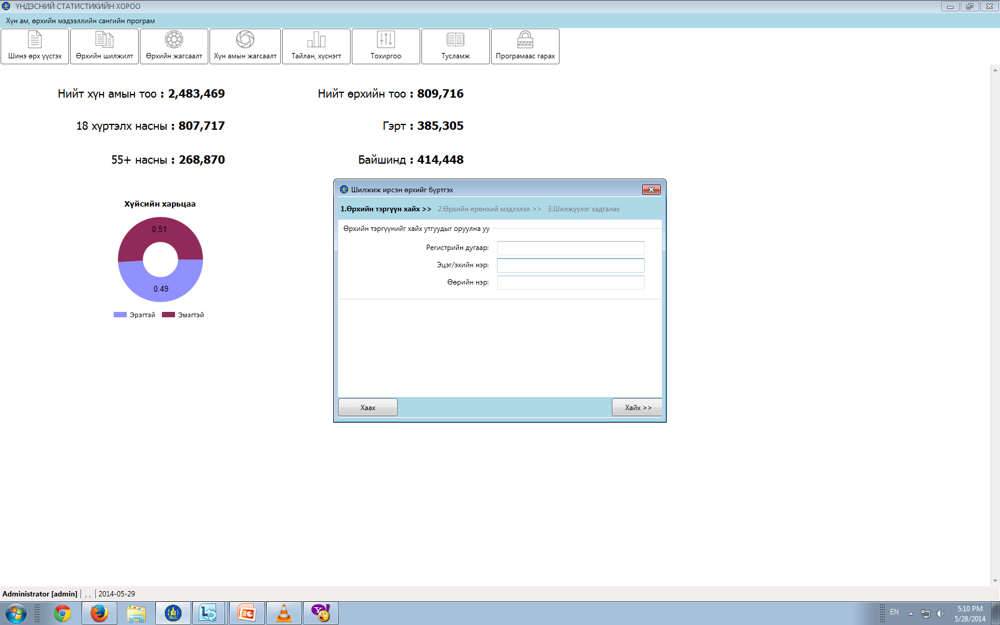 ҮНДЭСНИЙ СТАТИСТИКИЙН ХОРОО
Хүн ам, өрхийн мэдээллийн сангийн програм
Шинэ өрх үүсгэх
Өрхийн шилжилт
Өрхийн жагсаалт
Хүн амын жагсаалт
Тайлан, хүснэгт
Тохиргоо
Тусламж
Програмаас гарах
Нийт хүн амын тоо : 2,483,469
Нийт өрхийн тоо : 809,716
18 хүртэлх насны : 807,717
Гэрт : 385,305
55+ насны : 268,870
Байшинд : 414,448
Хүйсийн харьцаа
0.51
0.49
Эрэгтэй
Эмэгтэй
Шилжиж ирсэн өрхийг бүртгэх
1.Өрхийн тэргүүн хайх >> 2.Өрхийн ерөнхий мэдээлэл >> 3.Шилжүүлэг хадгалах
Өрхийн тэргүүнийг хайх утгуудыг оруулна уу
Регистрийн дугаар:
Эцэг/эхийн нэр:
Өөрийн нэр:
Хаах
Хайх >>
Administrator [admin] , , 2014-05-29
EN
5:10 PM
5/28/2014